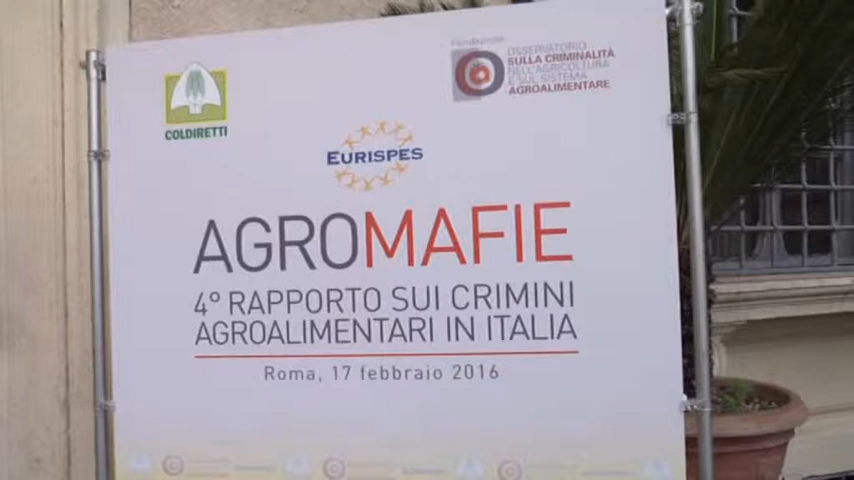 COLDIRETTI
Fondazione
OSSERVATORIO
SULLA CRIMINALITÀ
NELL'AGRICOLTURA
E SUL SISTEMA
AGROALIMENTARE
EURISPES
AGROMAFIE
4° RAPPORTO SUI CRIMINI
AGROALIMENTARI IN ITALIA
Roma, 17 febbraio 2016